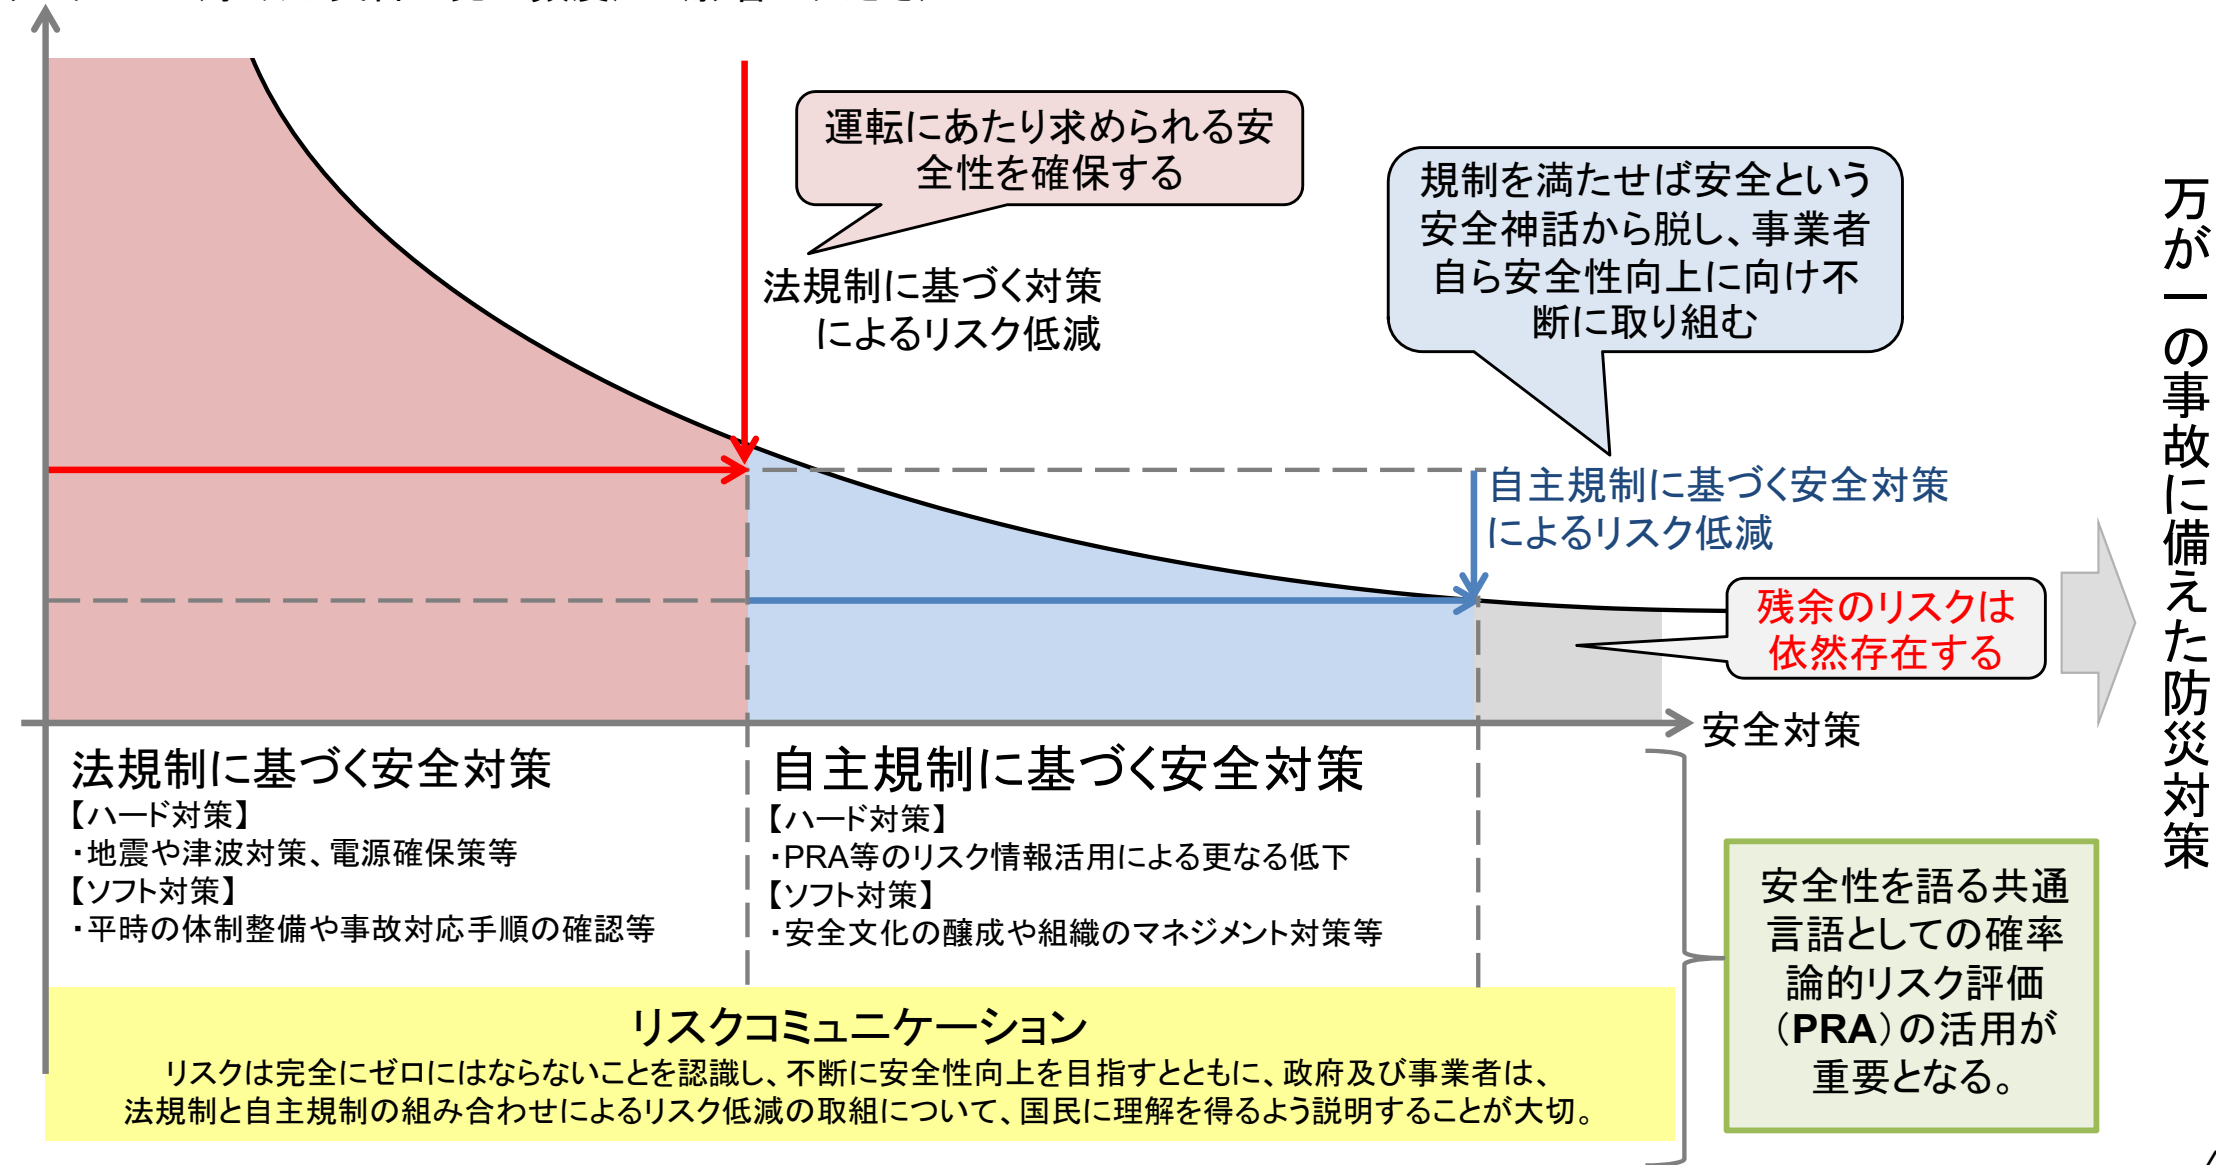 運転にあたり求められる安
全性を確保する
規制を満たせば安全という
安全神話から脱し、事業者
自ら安全性向上に向け不
断に取り組む
法規制に基づく対策
によるリスク低減
自主規制に基づく安全対策
によるリスク低減
残余のリスクは
依然存在する
安全対策
万が一の事故に備えた防災対策
法規制に基づく安全対策
【ハード対策】
・地震や津波対策、電源確保策等
【ソフト対策】
・平時の体制整備や事故対応手順の確認等
自主規制に基づく安全対策
【ハード対策】
・PRA等のリスク情報活用による更なる低下
【ソフト対策】
・安全文化の醸成や組織のマネジメント対策等
安全性を語る共通
言語としての確率
論的リスク評価
（PRA）の活用が
重要となる。
リスクコミュニケーション
リスクは完全にゼロにはならないことを認識し、不断に安全性向上を目指すとともに、政府及び事業者は、
法規制と自主規制の組み合わせによるリスク低減の取組について、国民に理解を得るよう説明することが大切。